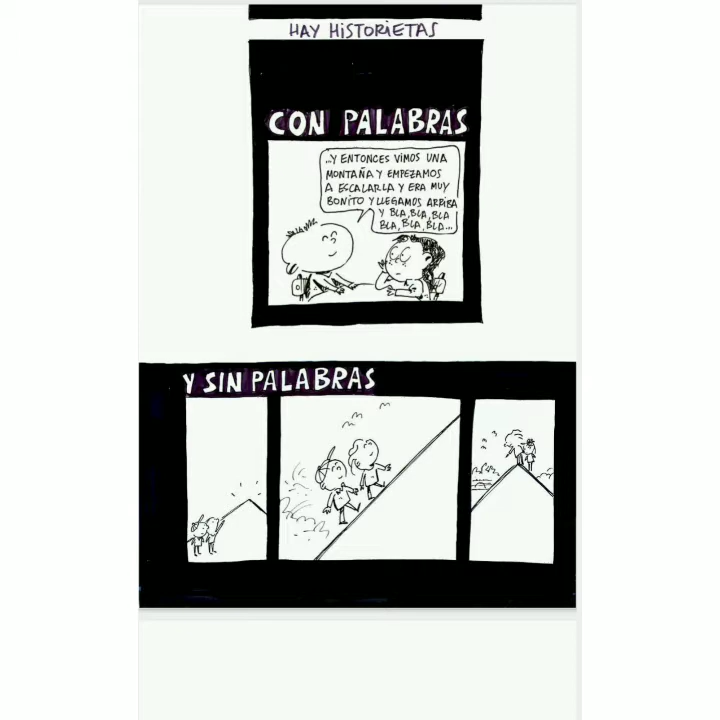 HAY HISTORIETAS
CON PALABRAS
...Y ENTONCES VIMOS UNA
MONTAÑA Y EMPEZAMOS
A ESCALARLA Y ERA MUY
BONITO Y LLEGAMOS ARRIBA
Y BLA, BLA, BLA
BLA, BLA, BLA...
Y SIN PALABRAS